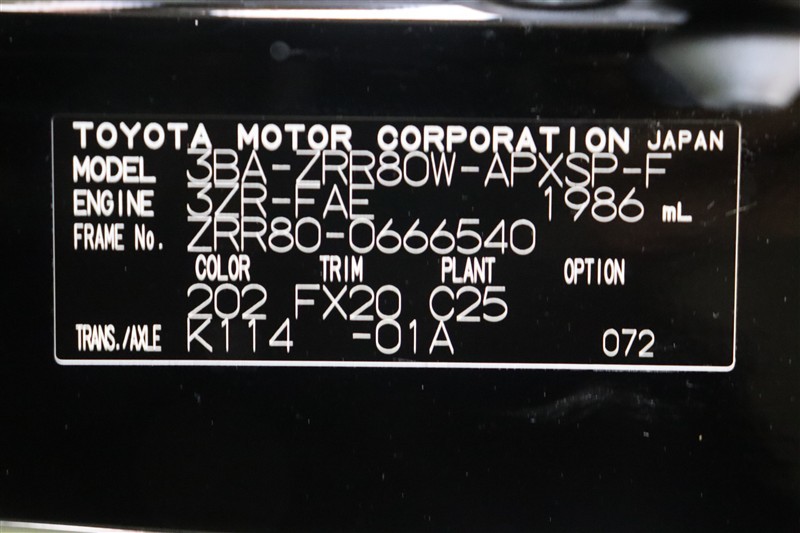 TOYOTA MOTOR CORPORATION JAPAN
MODEL 3BA-ZRR80W-APXSP-F
ENGINE 3ZR-FAE 1986 mL
FRAME No. ZRR80-0666540
COLOR TRIM PLANT OPTION
202 FX20 C25
TRANS./AXLE K114 -01A 072